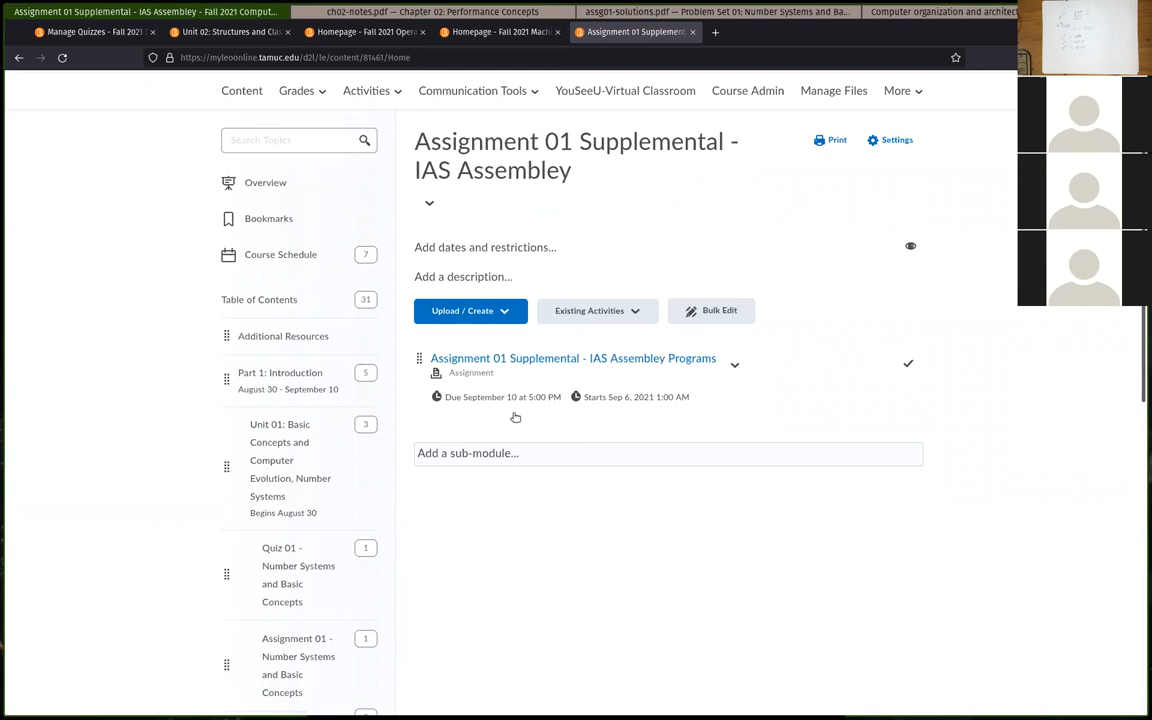 Assignment 01 Supplemental - IAS Assembley - Fall 2021 Comput...
ch02-notes.pdf — Chapter 02: Performance Concepts
assg01-solutions.pdf — Problem Set 01: Number Systems and Ba...
Computer organization and architect
Manage Quizzes - Fall 2021
Unit 02: Structures and Clas
Homepage - Fall 2021 Opera
Homepage - Fall 2021 Mach
Assignment 01 Supplement
https://myleoonline.tamuc.edu/d2l/le/content/81461/Home
Content Grades Activities Communication Tools YouSeeU-Virtual Classroom Course Admin Manage Files More
Search Topics
Overview
Bookmarks
Course Schedule 7
Table of Contents 31
Additional Resources
Part 1: Introduction 5
August 30 - September 10
Unit 01: Basic 3
Concepts and
Computer
Evolution, Number
Systems
Begins August 30
Quiz 01 - 1
Number Systems
and Basic
Concepts
Assignment 01 - 1
Number Systems
and Basic
Concepts
Assignment 01 Supplemental -
IAS Assembley
Print Settings
Add dates and restrictions...
Add a description...
Upload / Create Existing Activities Bulk Edit
Assignment 01 Supplemental - IAS Assembley Programs
Assignment
Due September 10 at 5:00 PM Starts Sep 6, 2021 1:00 AM
Add a sub-module...